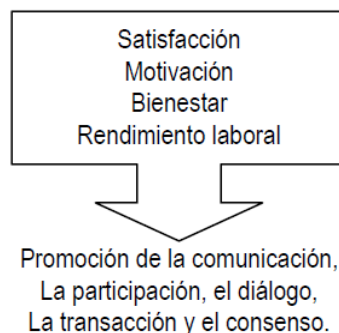 Satisfacción
Motivación
Bienestar
Rendimiento laboral
Promoción de la comunicación,
La participación, el diálogo,
La transacción y el consenso.